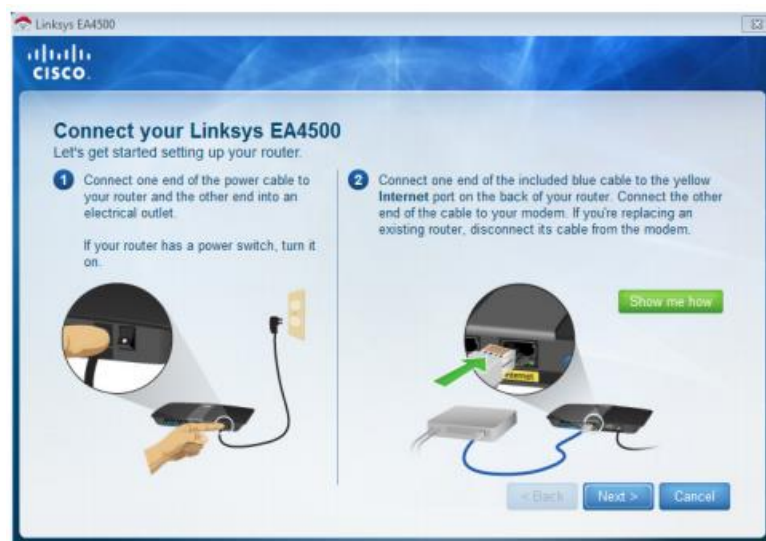 Linksys EA4500
CISCO.
Connect your Linksys EA4500
Let's get started setting up your router.
1
Connect one end of the power cable to
your router and the other end into an
electrical outlet.
If your router has a power switch, turn it
on.
2
Connect one end of the included blue cable to the yellow
Internet port on the back of your router. Connect the other
end of the cable to your modem. If you're replacing an
existing router, disconnect its cable from the modem.
Show me how
Internet
< Back
Next >
Cancel